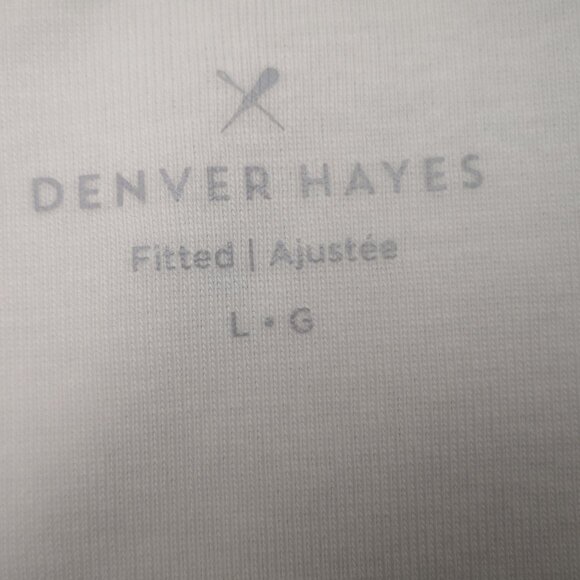 DENVER HAYES
Fitted | Ajustée
L • G